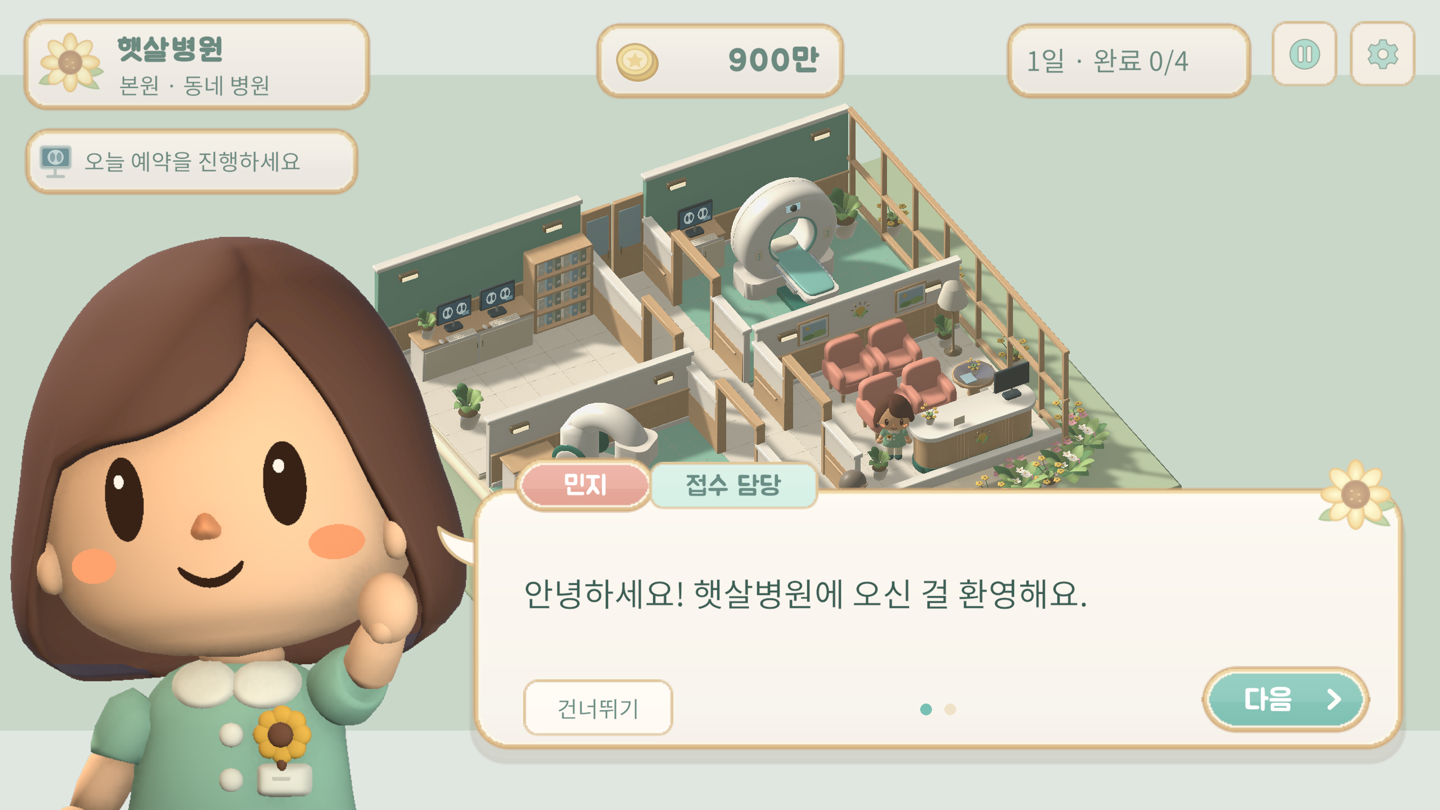 햇살병원
본원 · 동네 병원
900만
1일 · 완료 0/4
오늘 예약을 진행하세요
민지
접수 담당
안녕하세요! 햇살병원에 오신 걸 환영해요.
건너뛰기
다음